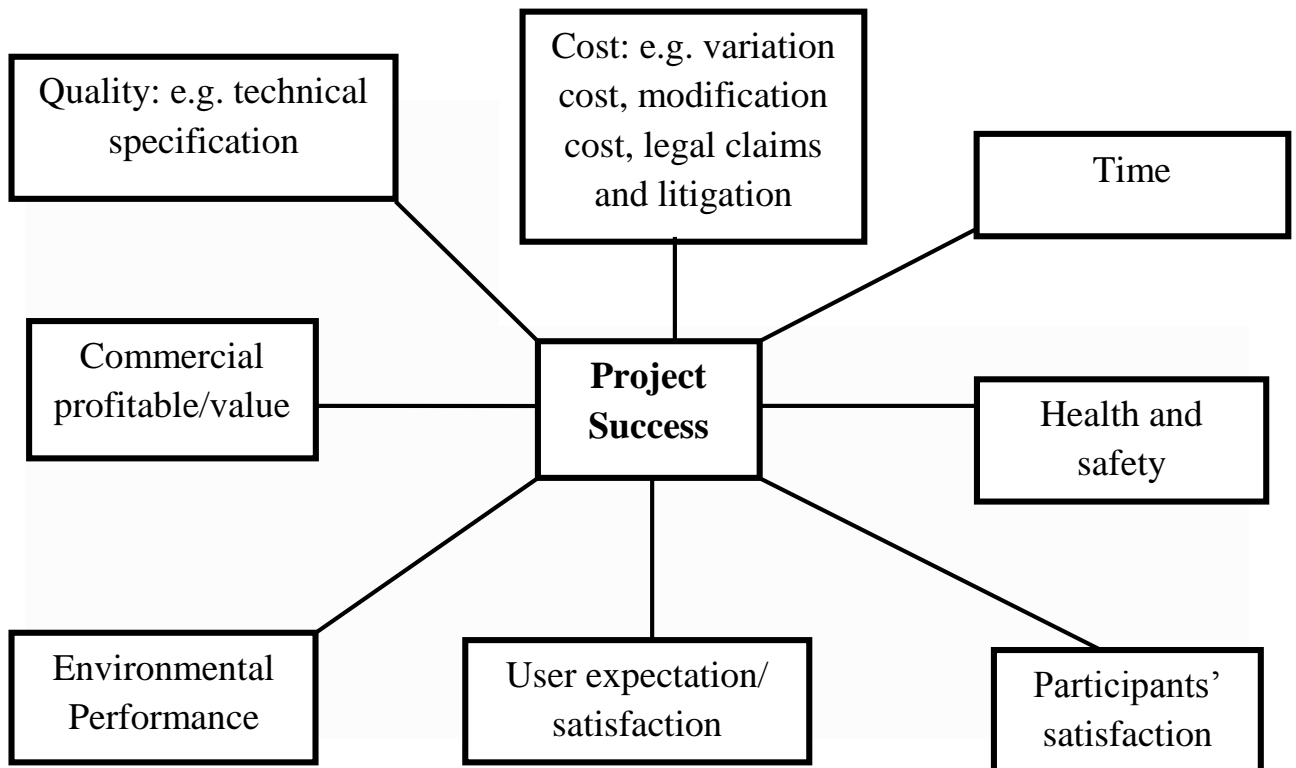 Quality: e.g. technical
specification
Cost: e.g. variation
cost, modification
cost, legal claims
and litigation
Time
Commercial
profitable/value
Project
Success
Health and
safety
Environmental
Performance
User expectation/
satisfaction
Participants’
satisfaction